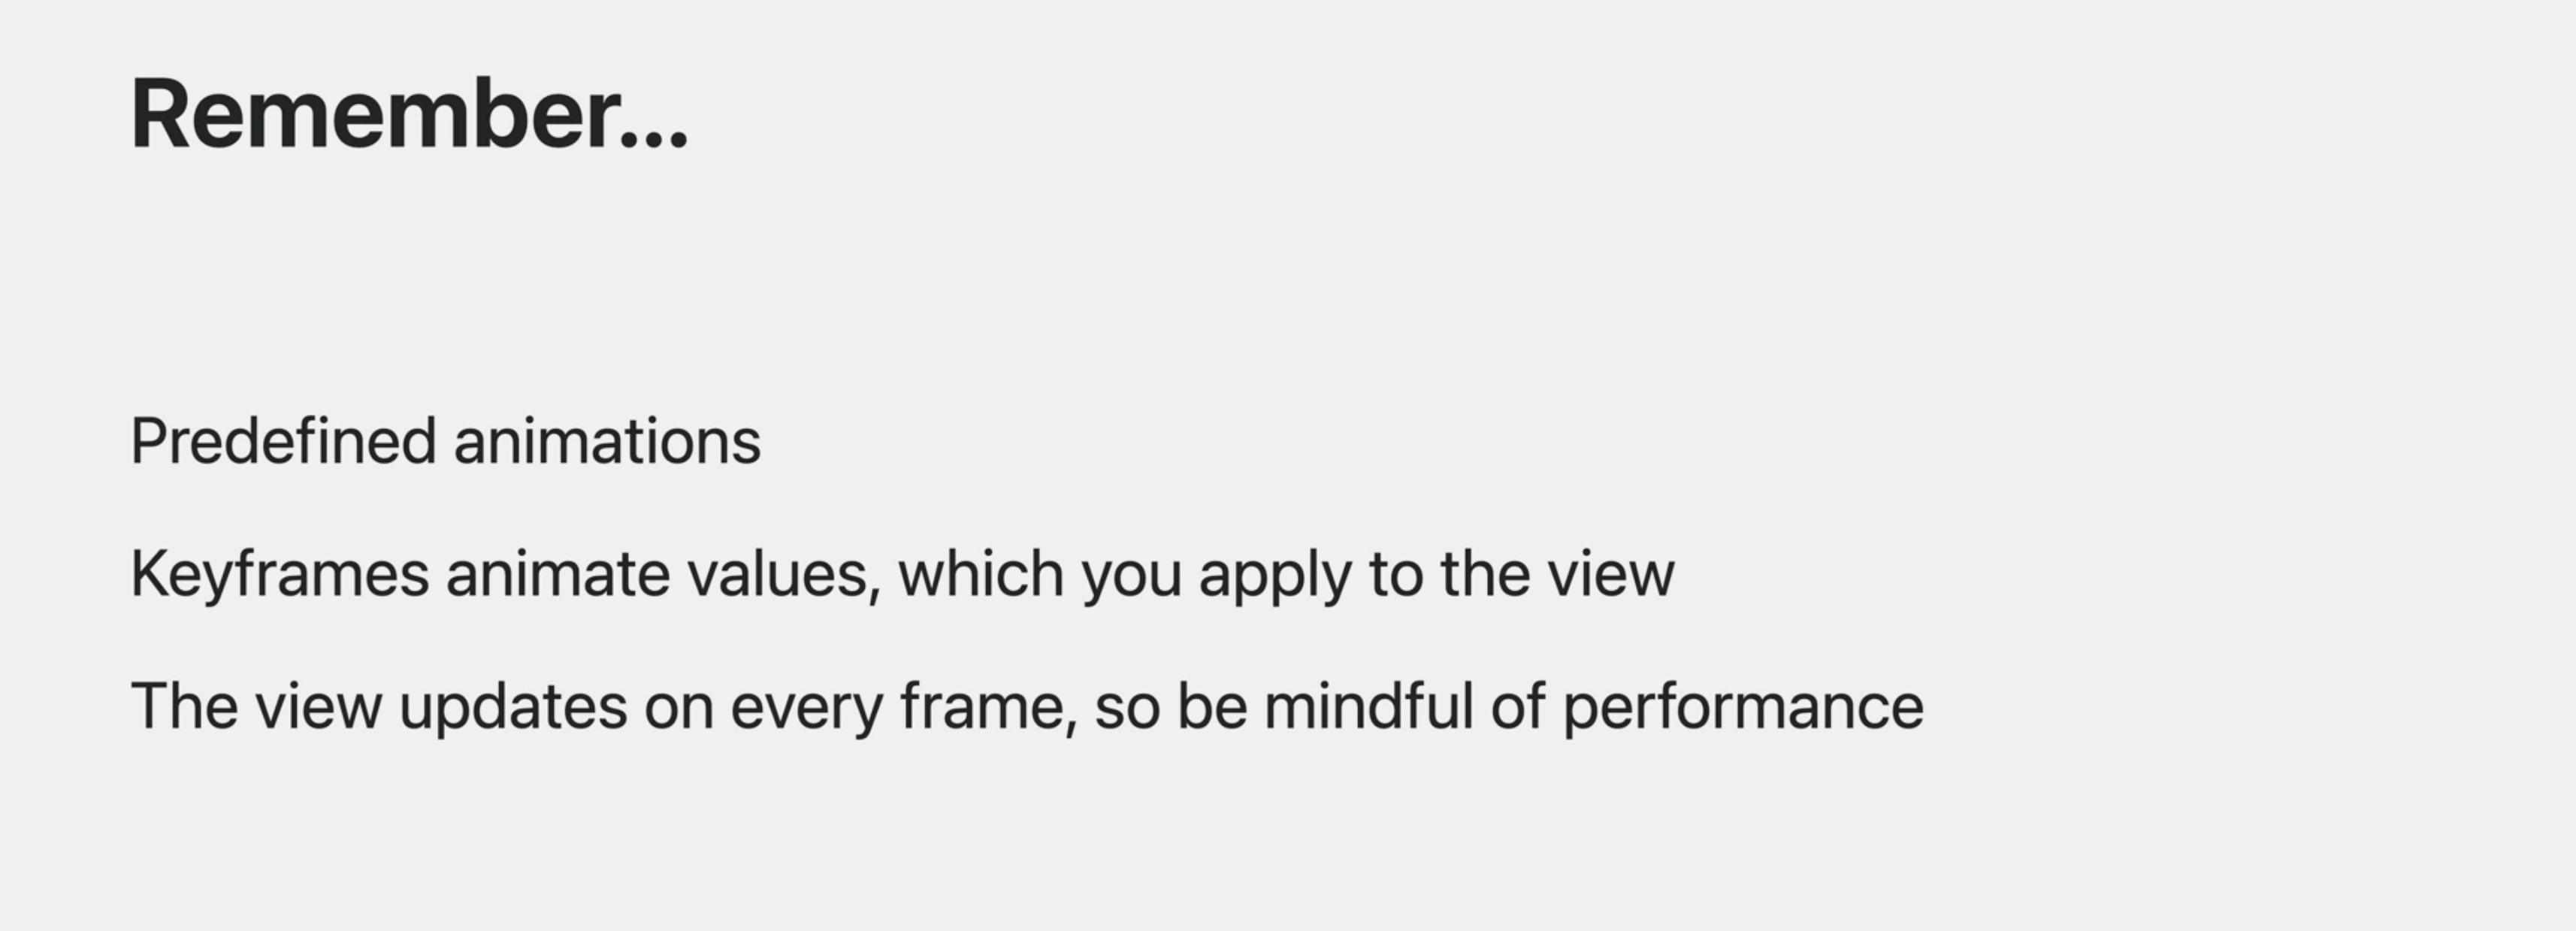 Remember...
Predefined animations
Keyframes animate values, which you apply to the view
The view updates on every frame, so be mindful of performance